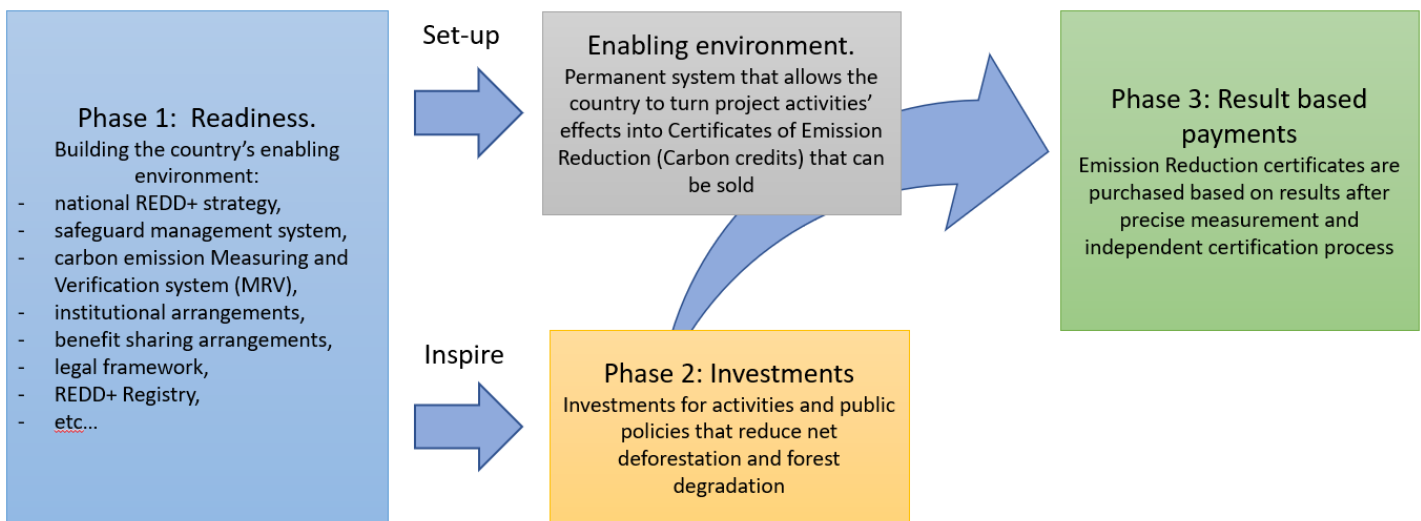 Phase 1: Readiness.
Building the country's enabling
environment:
- national REDD+ strategy,
- safeguard management system,
- carbon emission Measuring and
Verification system (MRV),
- institutional arrangements,
- benefit sharing arrangements,
- legal framework,
- REDD+ Registry,
- etc...
Set-up
Inspire
Enabling environment.
Permanent system that allows the
country to turn project activities'
effects into Certificates of Emission
Reduction (Carbon credits) that can
be sold
Phase 2: Investments
Investments for activities and public
policies that reduce net
deforestation and forest
degradation
Phase 3: Result based
payments
Emission Reduction certificates are
purchased based on results after
precise measurement and
independent certification process